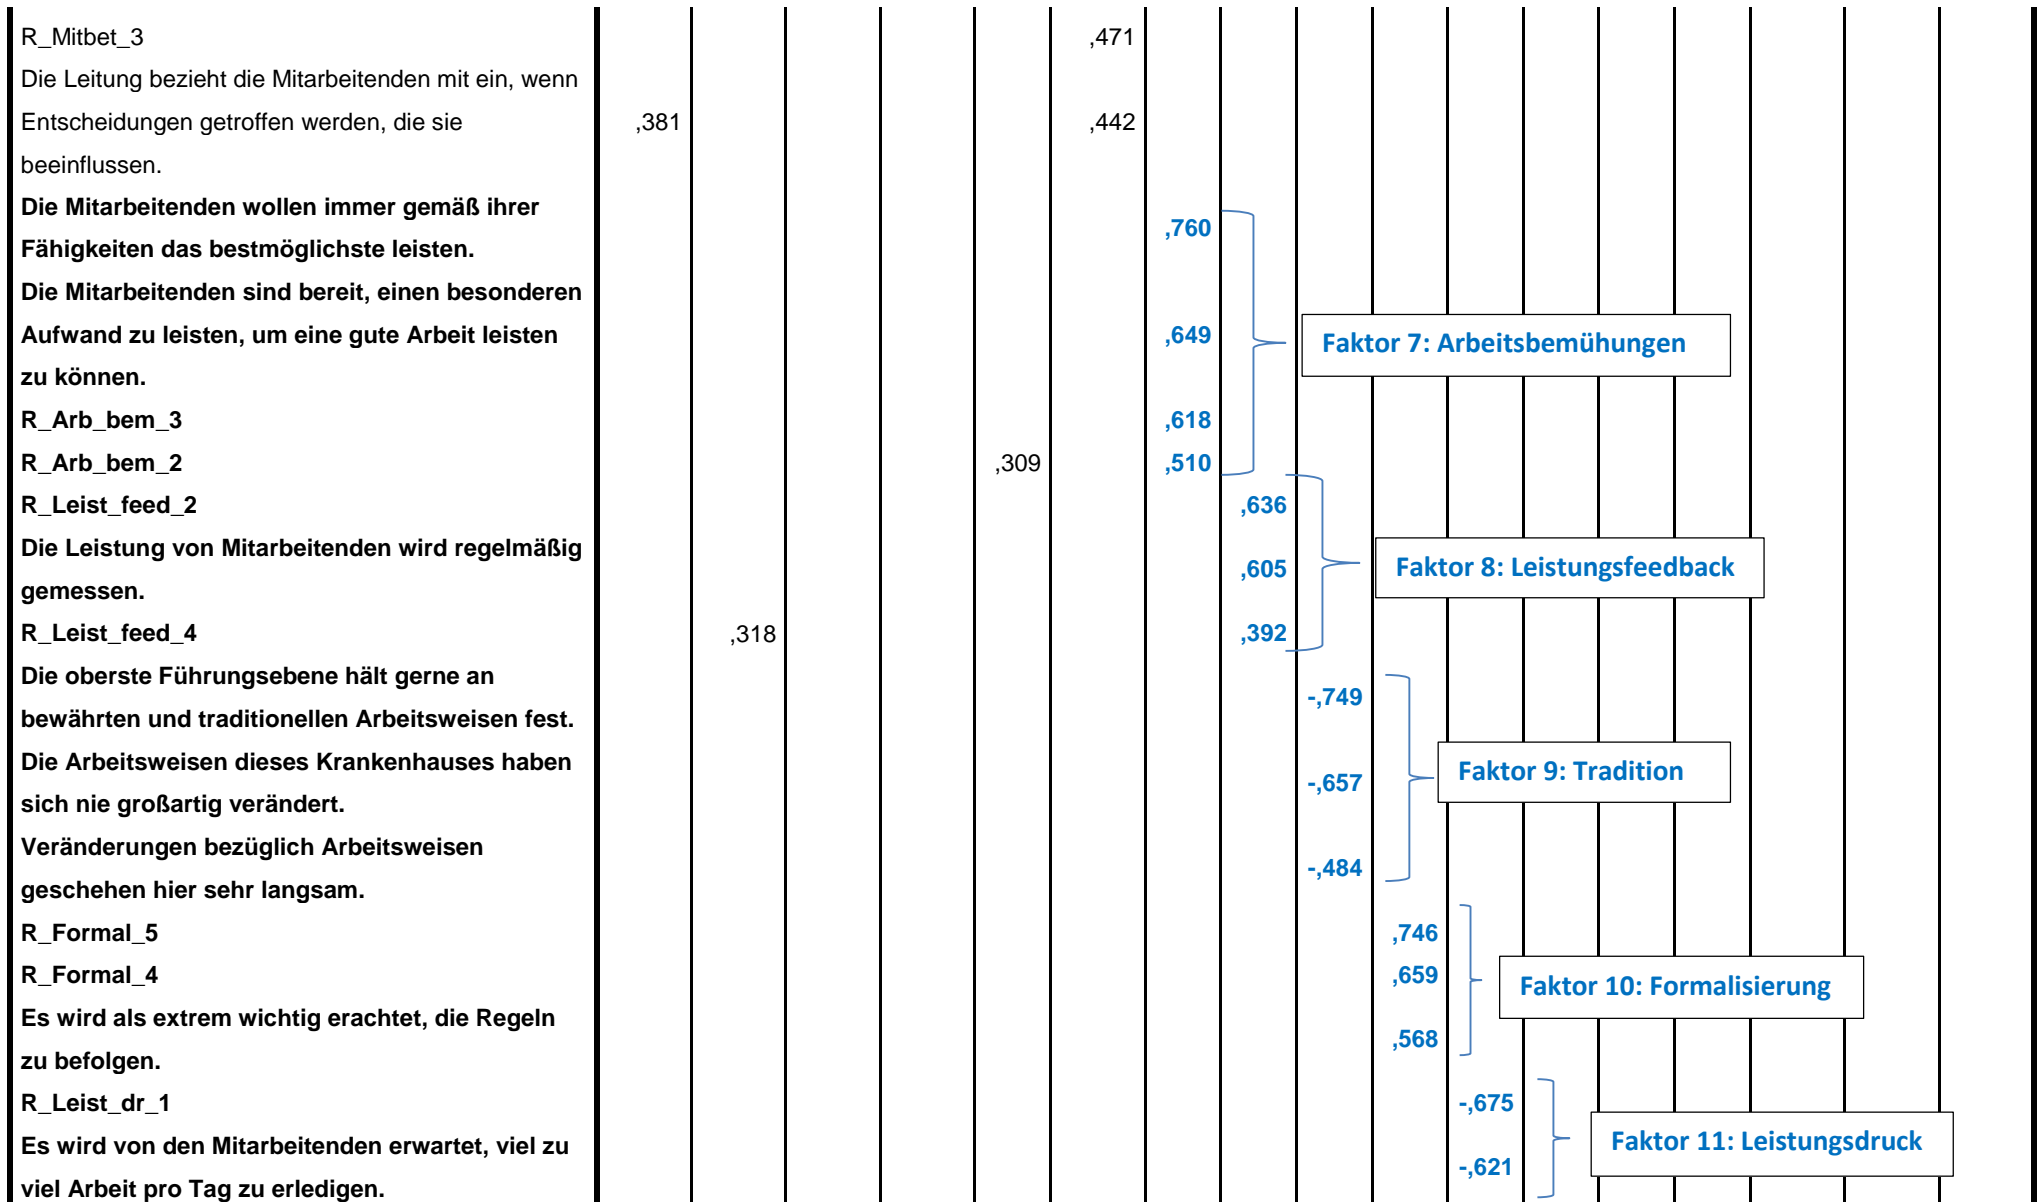 R_Mitbet_3 ,471
Die Leitung bezieht die Mitarbeitenden mit ein, wenn
Entscheidungen getroffen werden, die sie ,381 ,442
beeinflussen.
Die Mitarbeitenden wollen immer gemäß ihrer
,760
Fähigkeiten das bestmöglichste leisten.
Die Mitarbeitenden sind bereit, einen besonderen
Aufwand zu leisten, um eine gute Arbeit leisten ,649 Faktor 7: Arbeitsbemühungen
zu können.
R_Arb_bem_3 ,618
R_Arb_bem_2 ,309 ,510
R_Leist_feed_2 ,636
Die Leistung von Mitarbeitenden wird regelmäßig
,605 Faktor 8: Leistungsfeedback
gemessen.
R_Leist_feed_4 ,318 ,392
Die oberste Führungsebene hält gerne an
-,749
bewährten und traditionellen Arbeitsweisen fest.
Die Arbeitsweisen dieses Krankenhauses haben
-,657 Faktor 9: Tradition
sich nie großartig verändert.
Veränderungen bezüglich Arbeitsweisen
-,484
geschehen hier sehr langsam.
R_Formal_5 ,746
R_Formal_4 ,659 Faktor 10: Formalisierung
Es wird als extrem wichtig erachtet, die Regeln
,568
zu befolgen.
R_Leist_dr_1 -,675
Es wird von den Mitarbeitenden erwartet, viel zu Faktor 11: Leistungsdruck
-,621
viel Arbeit pro Tag zu erledigen.